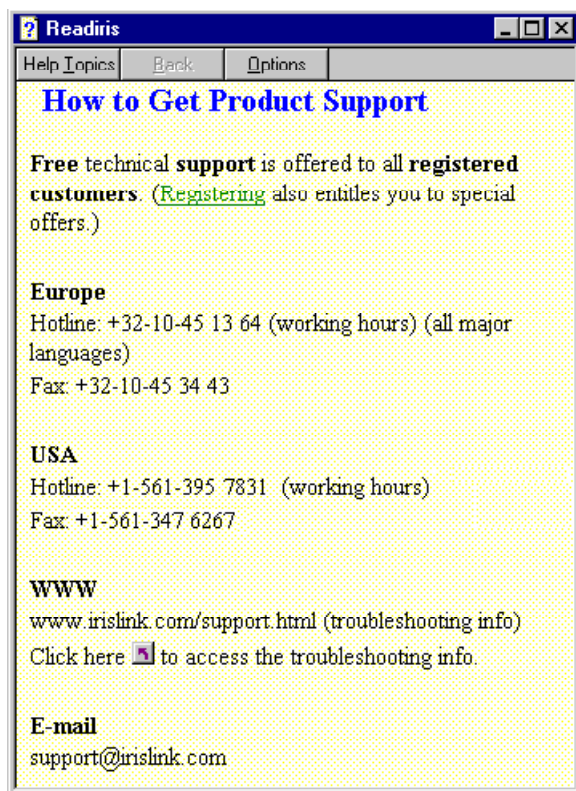 Readiris
Help Topics Back Options
How to Get Product Support
Free technical support is offered to all registered
customers. (Registering also entitles you to special
offers.)
Europe
Hotline: +32-10-45 13 64 (working hours) (all major
languages)
Fax: +32-10-45 34 43
USA
Hotline: +1-561-395 7831 (working hours)
Fax: +1-561-347 6267
WWW
www.irislink.com/support.html (troubleshooting info)
Click here to access the troubleshooting info.
E-mail
support@irislink.com